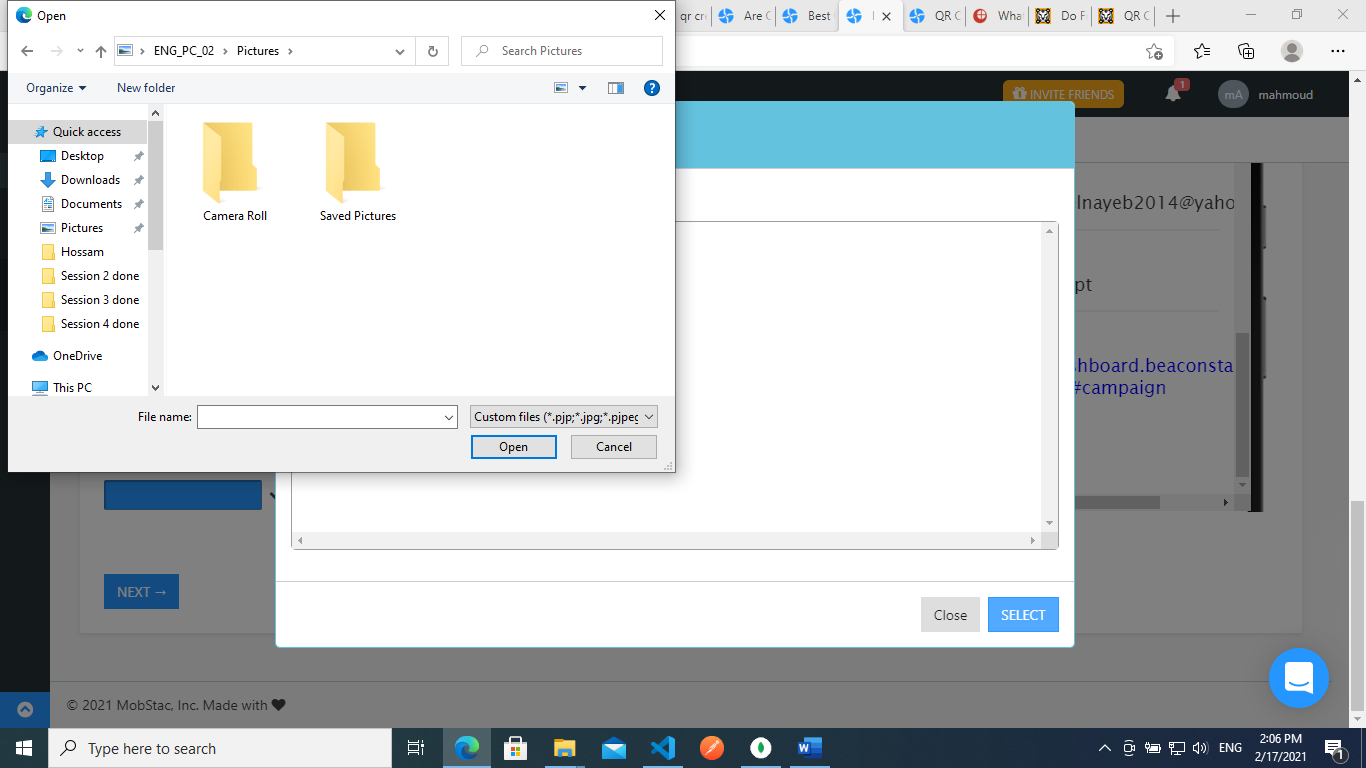 Open
qr cr
Are C
Best
QR C
Wha
Do F
QR C
ENG_PC_02
Pictures
Search Pictures
Organize
New folder
INVITE FRIENDS
1
mA
mahmoud
Quick access
Desktop
Downloads
Documents
Pictures
Hossam
Session 2 done
Session 3 done
Session 4 done
OneDrive
This PC
Camera Roll
Saved Pictures
lnayeb2014@yaho
pt
hboard.beaconsta
#campaign
File name:
Custom files (*.pjp;*.jpg;*.pjpeg
Open
Cancel
NEXT →
Close
SELECT
© 2021 MobStac, Inc. Made with
Type here to search
ENG
2:06 PM
2/17/2021
1